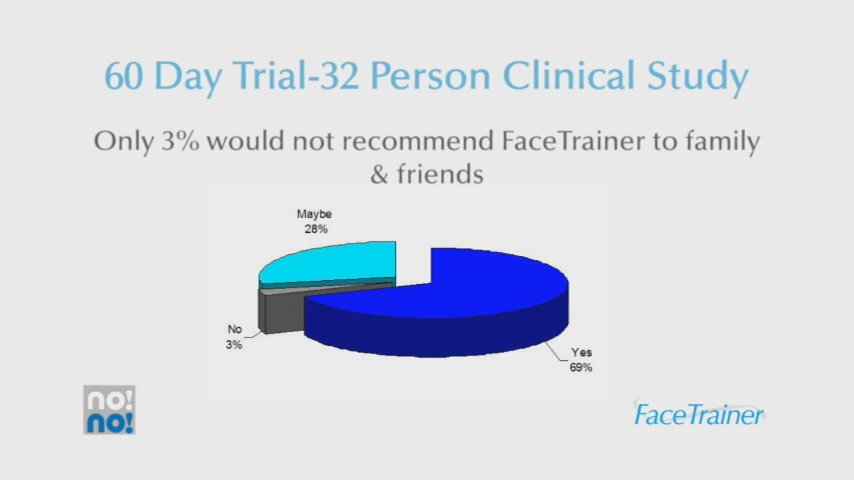 60 Day Trial-32 Person Clinical Study
Only 3% would not recommend FaceTrainer to family
& friends
Maybe
28%
No
3%
Yes
69%
no!
no!
FaceTrainer